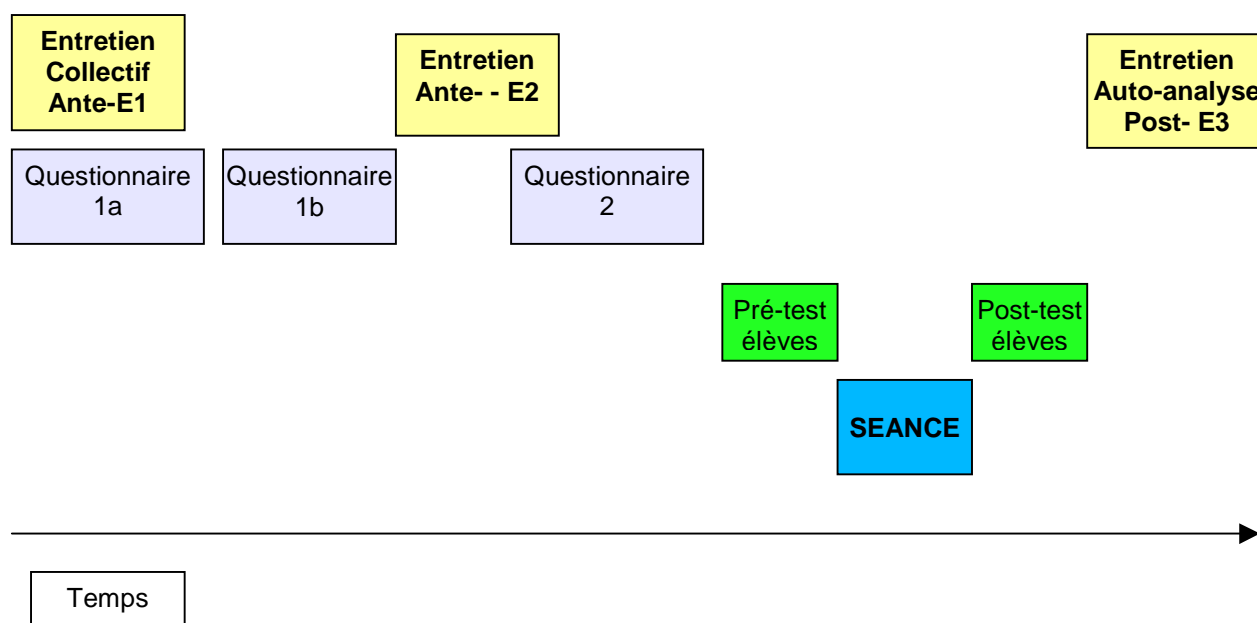 Entretien
Collectif
Ante-E1
Entretien
Ante- - E2
Entretien
Auto-analyse
Post- E3
Questionnaire
1a
Questionnaire
1b
Questionnaire
2
Pré-test
élèves
Post-test
élèves
SEANCE
Temps